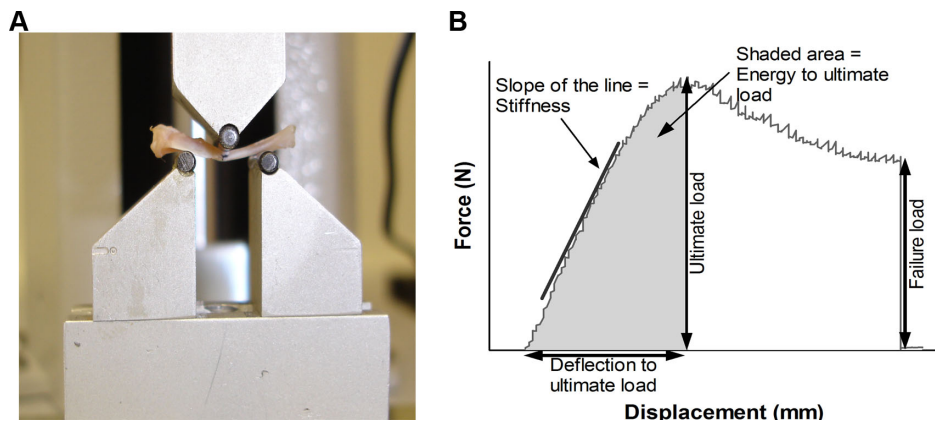 A
B
Slope of the line =
Stiffness
Shaded area =
Energy to ultimate
load
Force (N)
Ultimate load
Failure load
Deflection to
ultimate load
Displacement (mm)